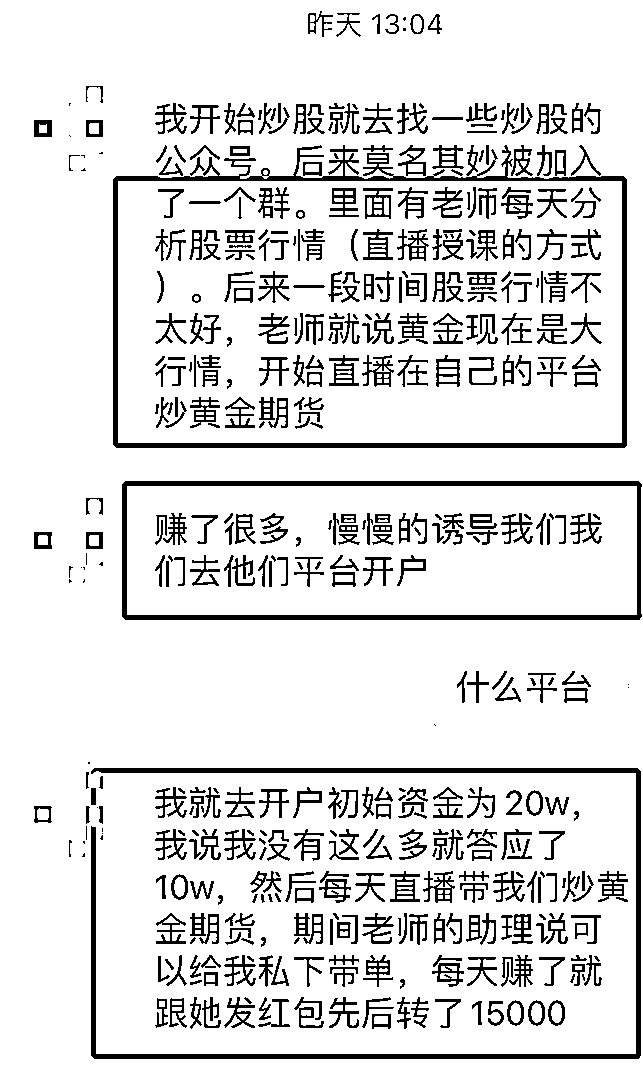 昨天 13:04
我开始炒股就去找一些炒股的
公众号。后来莫名其妙被加入
了一个群。里面有老师每天分
析股票行情（直播授课的方式
）。后来一段时间股票行情不
太好，老师就说黄金现在是大
行情，开始直播在自己的平台
炒黄金期货
赚了很多，慢慢的诱导我们我
们去他们平台开户
什么平台
我就去开户初始资金为20w，
我说我没有这么多就答应了
10w，然后每天直播带我们炒黄
金期货，期间老师的助理说可
以给我私下带单，每天赚了就
跟她发红包先后转了15000